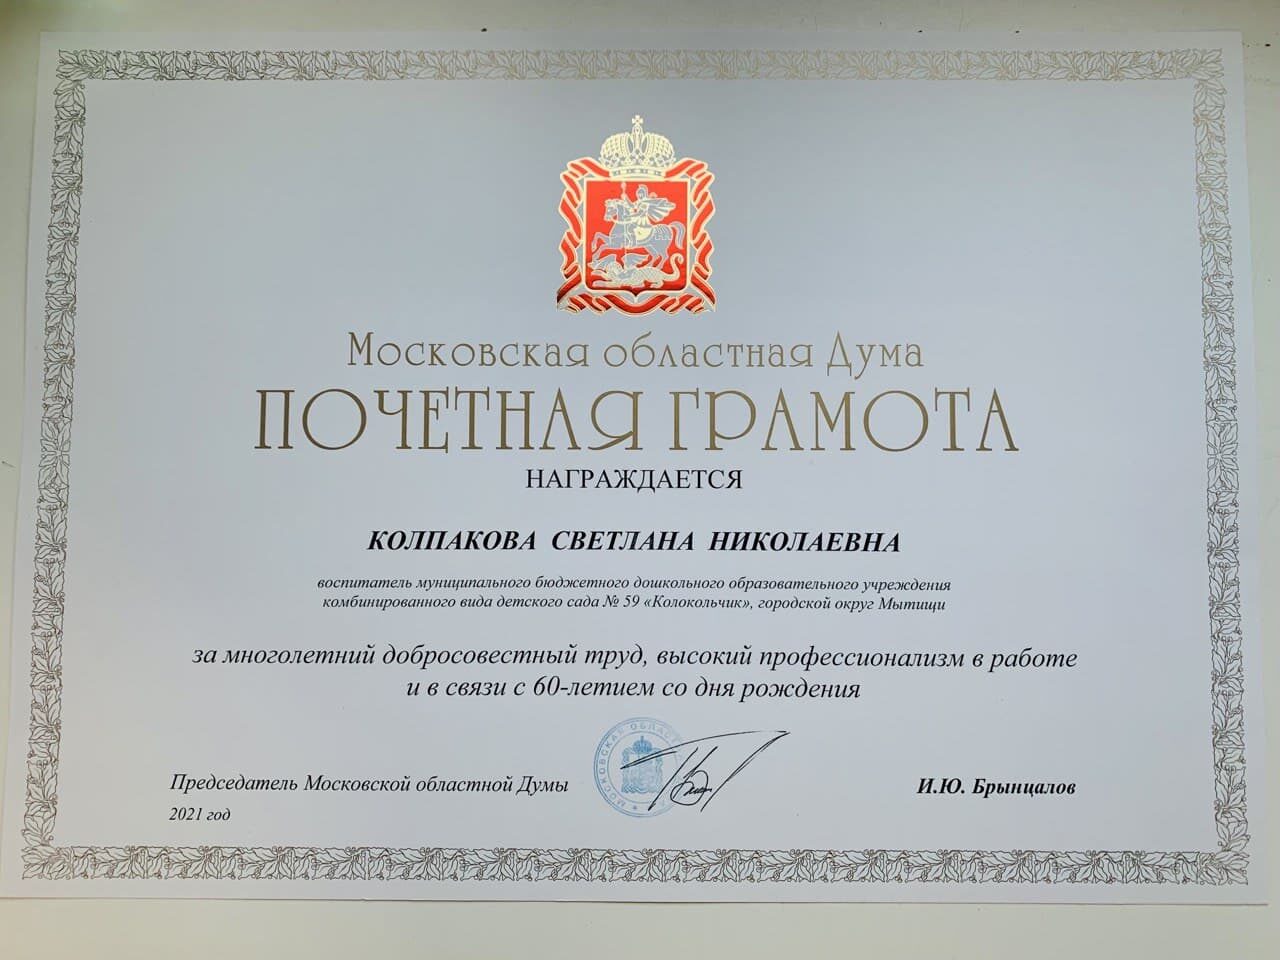 Московская областная Дума
ПОЧЕТНАЯ ГРАМОТА
НАГРАЖДАЕТСЯ
КОЛПАКОВА СВЕТЛАНА НИКОЛАЕВНА
воспитатель муниципального бюджетного дошкольного образовательного учреждения
комбинированного вида детского сада № 59 «Колокольчик», городской округ Мытищи
за многолетний добросовестный труд, высокий профессионализм в работе
и в связи с 60-летием со дня рождения
Председатель Московской областной Думы
И.Ю. Брынцалов
2021 год
МОСКОВСКАЯ ОБЛАСТ